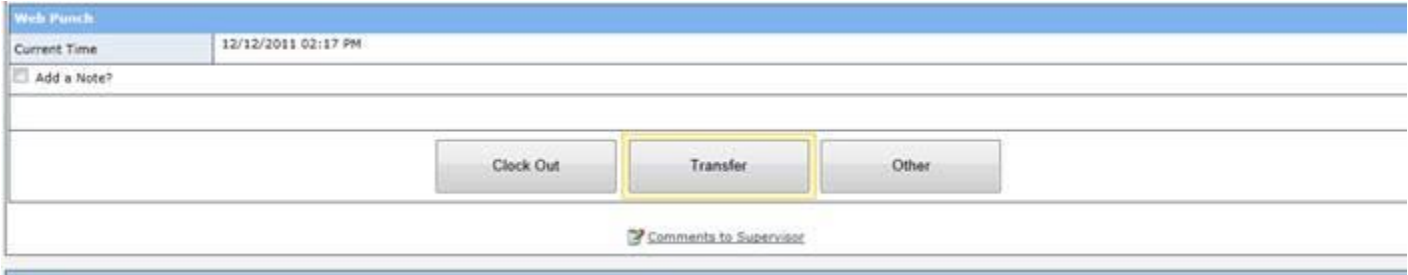 Web Punch
Current Time 12/12/2011 02:17 PM
Add a Note?
Clock Out Transfer Other
Comments to Supervisor